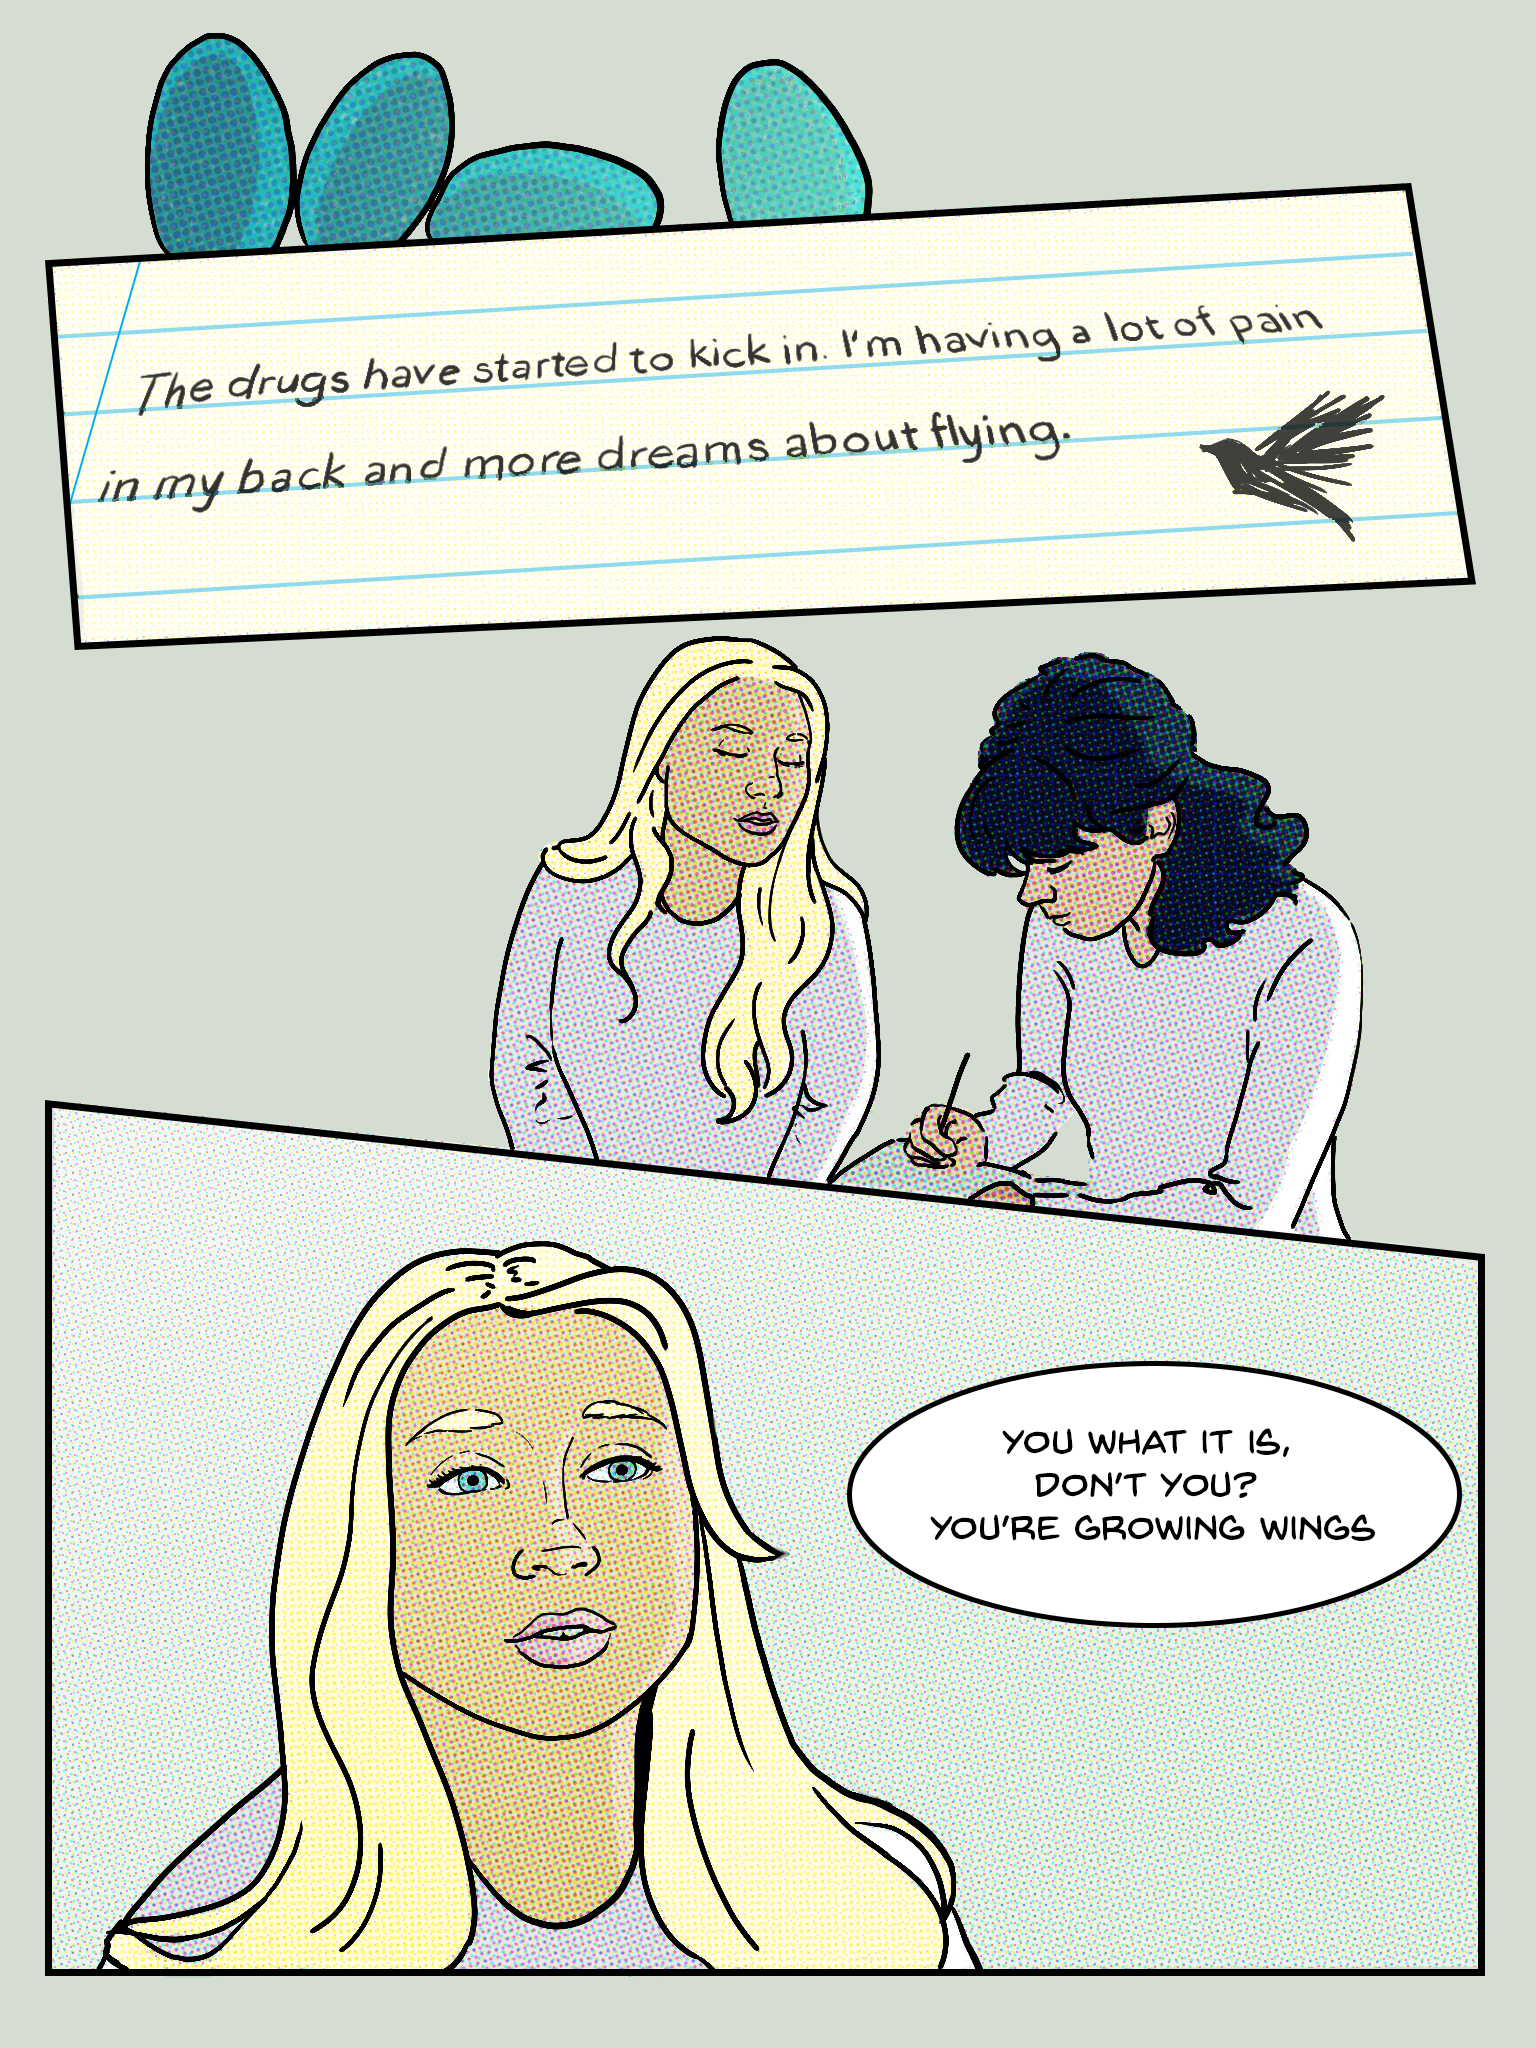 The drugs have started to kick in. I'm having a lot of pain
in my back and more dreams about flying.
YOU WHAT IT IS,
DON'T YOU?
YOU'RE GROWING WINGS